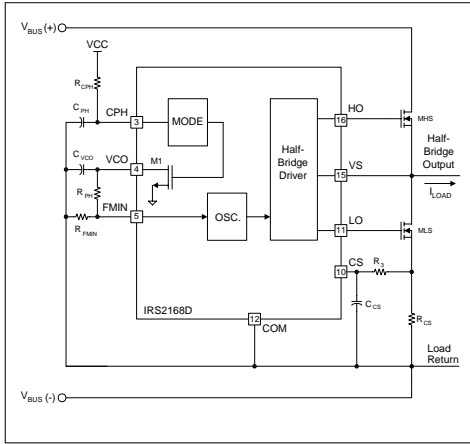 VBUS (+)
VCC
RCPH
CPH
CPH
3
MODE
HO
16
MHS
CVCO
VCO
4
M1
Half-
Bridge
Driver
VS
15
Half-
Bridge
Output
ILOAD
RPH
FMIN
5
OSC.
LO
11
MLS
RFMIN
CS
10
R3
CCS
RCS
IRS2168D
12
COM
Load
Return
VBUS (-)